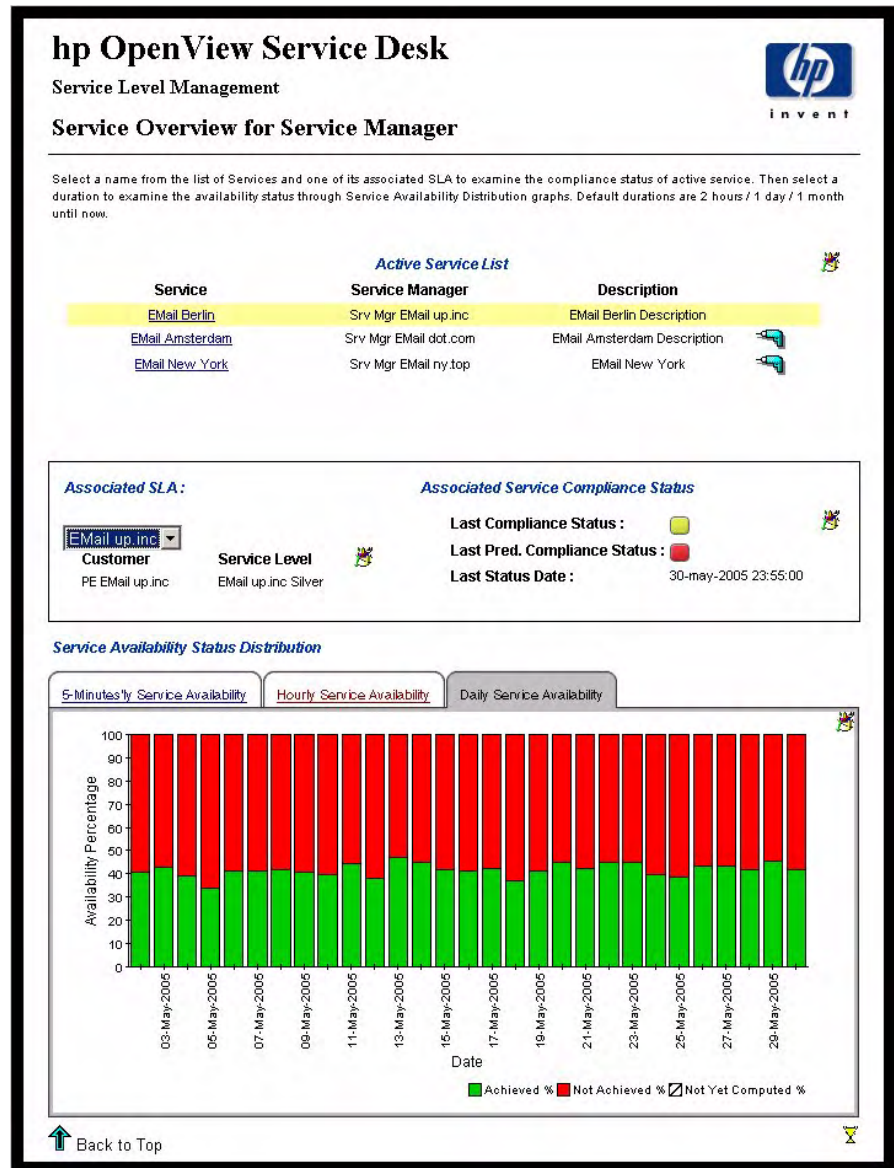 hp OpenView Service Desk
Service Level Management
Service Overview for Service Manager
hp
invent
Select a name from the list of Services and one of its associated SLA to examine the compliance status of active service. Then select a
duration to examine the availability status through Service Availability Distribution graphs. Default durations are 2 hours / 1 day / 1 month
until now.
Active Service List
Service Service Manager Description
EMail Berlin Srv Mgr EMail up.inc EMail Berlin Description
EMail Amsterdam Srv Mgr EMail dot.com EMail Amsterdam Description
EMail New York Srv Mgr EMail ny.top EMail New York
Associated SLA :
EMail up.inc
Customer Service Level
PE EMail up.inc EMail up.inc Silver
Associated Service Compliance Status
Last Compliance Status :
Last Pred. Compliance Status :
Last Status Date : 30-may-2005 23:55:00
Service Availability Status Distribution
5-Minutes'ly Service Availability Hourly Service Availability Daily Service Availability
Availability Percentage
100
90
80
70
60
50
40
30
20
10
0
03-May-2005
05-May-2005
07-May-2005
09-May-2005
11-May-2005
13-May-2005
15-May-2005
17-May-2005
19-May-2005
21-May-2005
23-May-2005
25-May-2005
27-May-2005
29-May-2005
Date
Achieved % Not Achieved % Not Yet Computed %
Back to Top